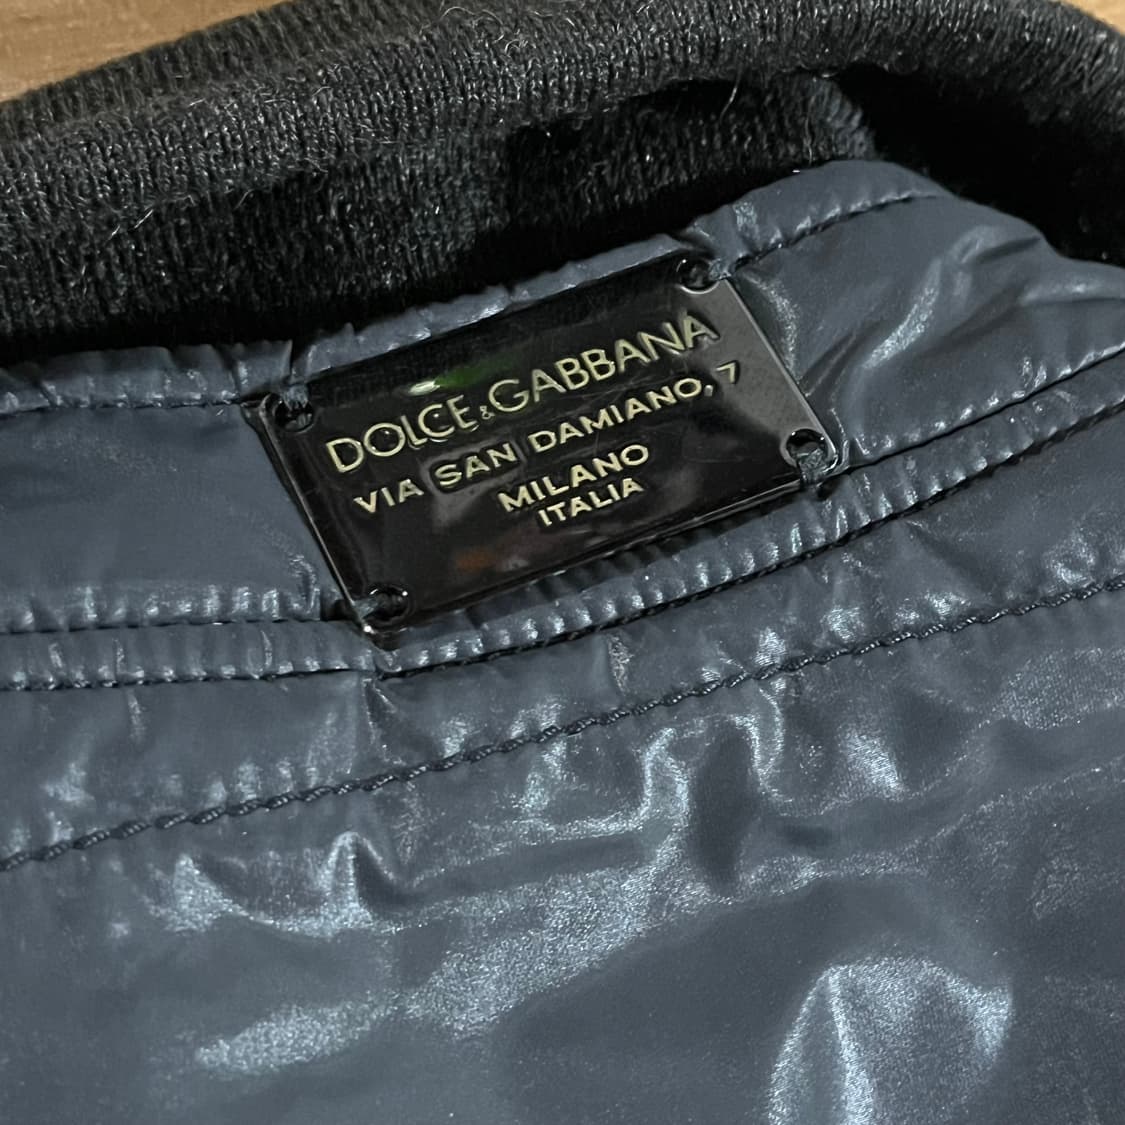 DOLCE&GABBANA
VIA SAN DAMIANO, 7
MILANO
ITALIA